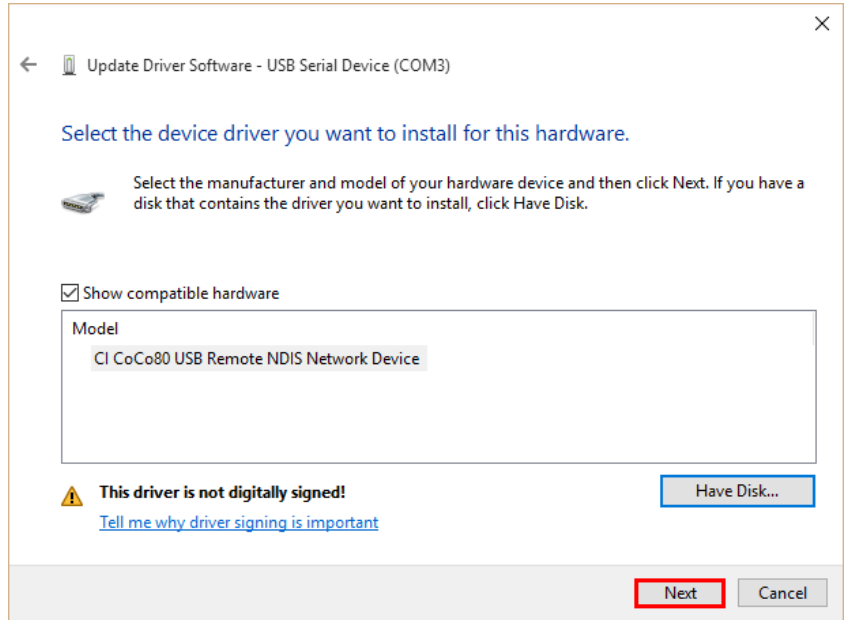 Update Driver Software - USB Serial Device (COM3)
Select the device driver you want to install for this hardware.
Select the manufacturer and model of your hardware device and then click Next. If you have a
disk that contains the driver you want to install, click Have Disk.
Show compatible hardware
Model
CI CoCo80 USB Remote NDIS Network Device
This driver is not digitally signed!
Have Disk...
Tell me why driver signing is important
Next
Cancel